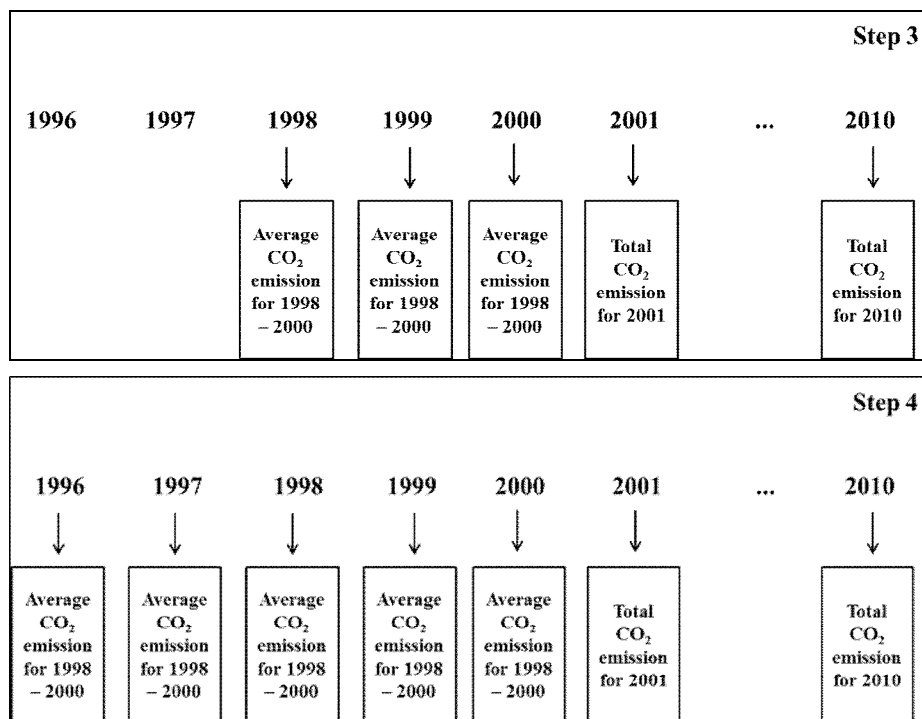 Step 3
1996 1997 1998 1999 2000 2001 ... 2010
Average
CO₂
emission
for 1998
– 2000
Average
CO₂
emission
for 1998
– 2000
Average
CO₂
emission
for 1998
– 2000
Total
CO₂
emission
for 2001
Total
CO₂
emission
for 2010
Step 4
1996 1997 1998 1999 2000 2001 ... 2010
Average
CO₂
emission
for 1998
– 2000
Average
CO₂
emission
for 1998
– 2000
Average
CO₂
emission
for 1998
– 2000
Average
CO₂
emission
for 1998
– 2000
Average
CO₂
emission
for 1998
– 2000
Total
CO₂
emission
for 2001
Total
CO₂
emission
for 2010